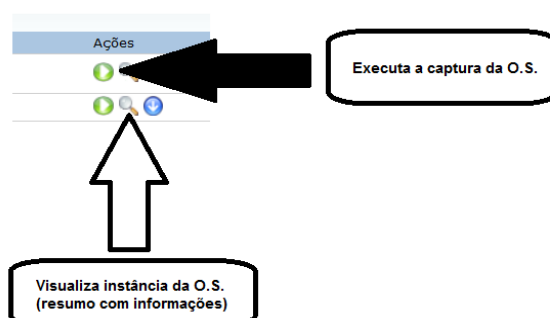 Ações
Executa a captura da O.S.
Visualiza instância da O.S.
(resumo com informações)